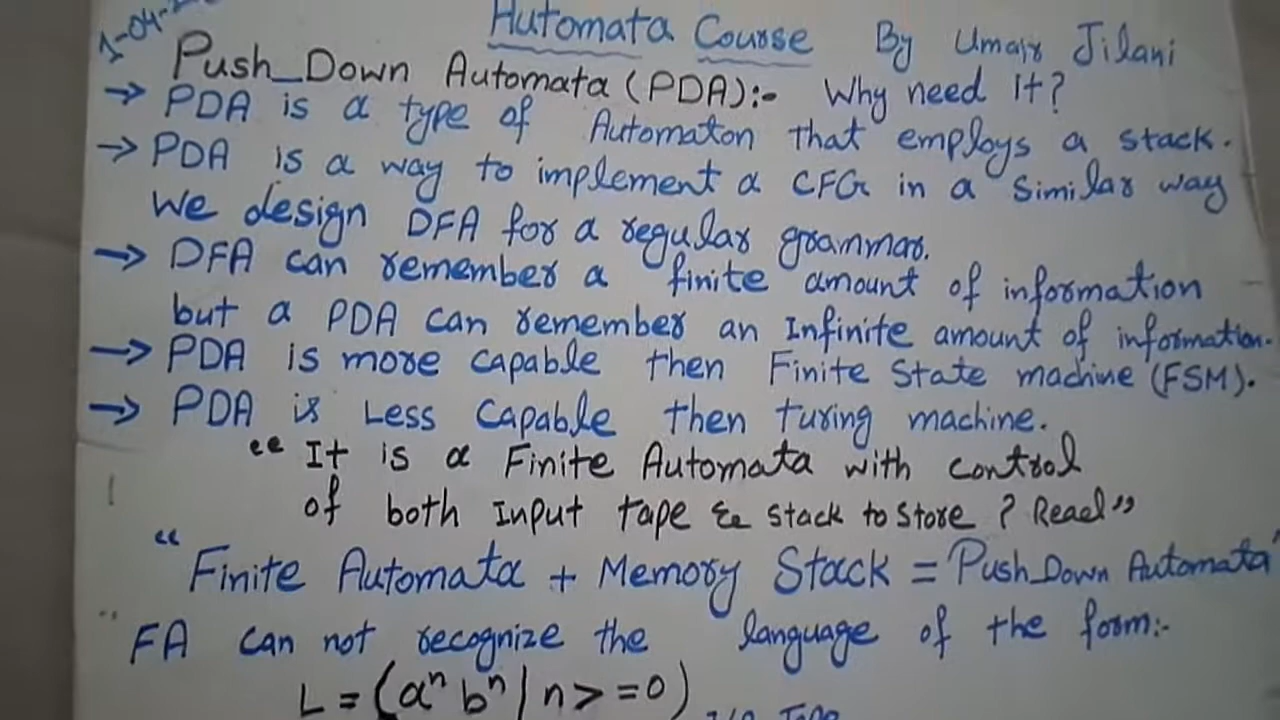 Automata Course By Umair Jilani
1-04-2
Push_Down Automata (PDA):- Why need it?
→ PDA is a type of Automaton that employs a stack.
→ PDA is a way to implement a CFG in a similar way
we design DFA for a regular grammar.
→ DFA can remember a finite amount of information
but a PDA can remember an Infinite amount of information.
→ PDA is more capable then Finite State machine (FSM).
→ PDA is Less Capable then turing machine.
“ It is a Finite Automata with control
of both Input tape & stack to store ? Read”
“ Finite Automata + Memory Stack = Push_Down Automata”
FA can not recognize the language of the form:-
L = (aⁿ bⁿ | n >= 0)